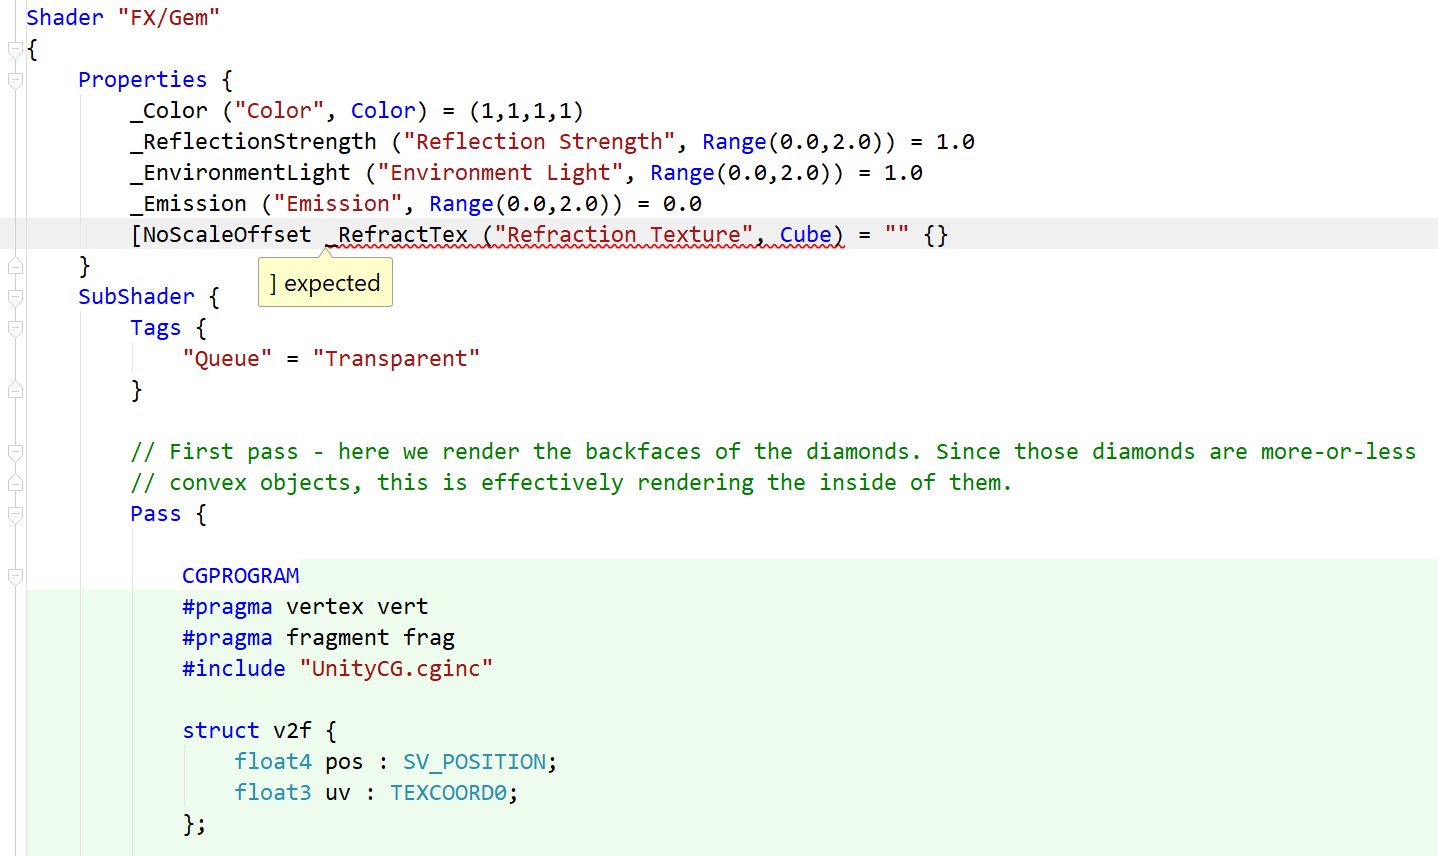 Shader "FX/Gem"
{
    Properties {
        _Color ("Color", Color) = (1,1,1,1)
        _ReflectionStrength ("Reflection Strength", Range(0.0,2.0)) = 1.0
        _EnvironmentLight ("Environment Light", Range(0.0,2.0)) = 1.0
        _Emission ("Emission", Range(0.0,2.0)) = 0.0
        [NoScaleOffset _RefractTex ("Refraction Texture", Cube) = "" {}
    }
] expected
    SubShader {
        Tags {
            "Queue" = "Transparent"
        }

        // First pass - here we render the backfaces of the diamonds. Since those diamonds are more-or-less
        // convex objects, this is effectively rendering the inside of them.
        Pass {

            CGPROGRAM
            #pragma vertex vert
            #pragma fragment frag
            #include "UnityCG.cginc"

            struct v2f {
                float4 pos : SV_POSITION;
                float3 uv : TEXCOORD0;
            };